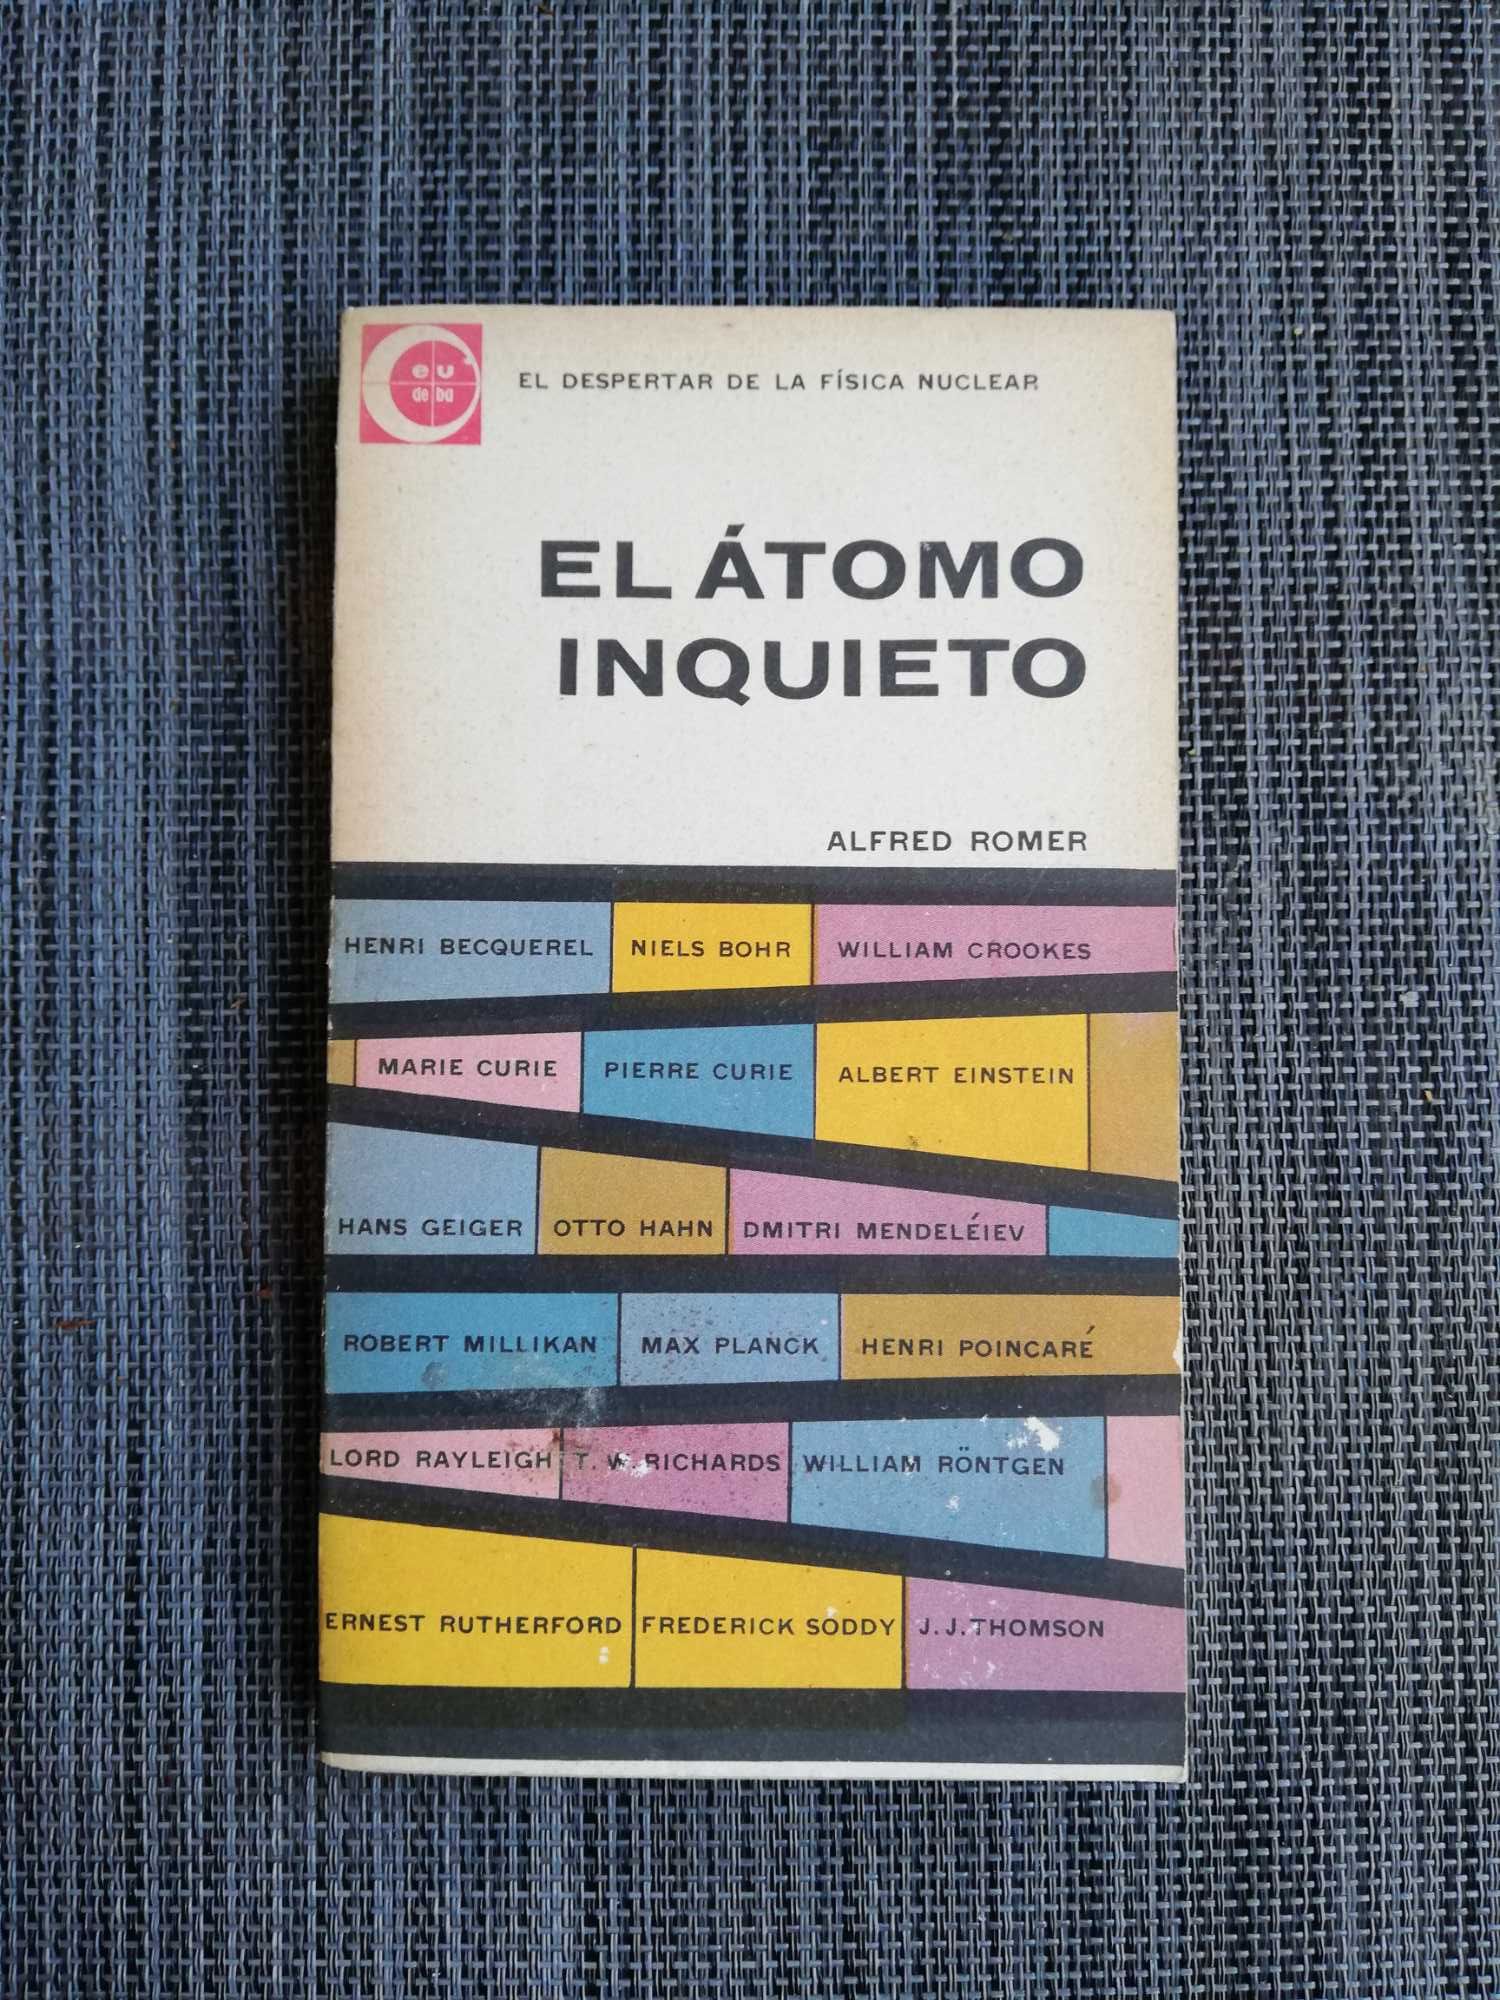 eu
deba
EL DESPERTAR DE LA FÍSICA NUCLEAR
EL ÁTOMO
INQUIETO
ALFRED ROMER
HENRI BECQUEREL NIELS BOHR WILLIAM CROOKES
MARIE CURIE PIERRE CURIE ALBERT EINSTEIN
HANS GEIGER OTTO HAHN DMITRI MENDELÉIEV
ROBERT MILLIKAN MAX PLANCK HENRI POINCARÉ
LORD RAYLEIGH T. W. RICHARDS WILLIAM RÖNTGEN
ERNEST RUTHERFORD FREDERICK SODDY J. J. THOMSON